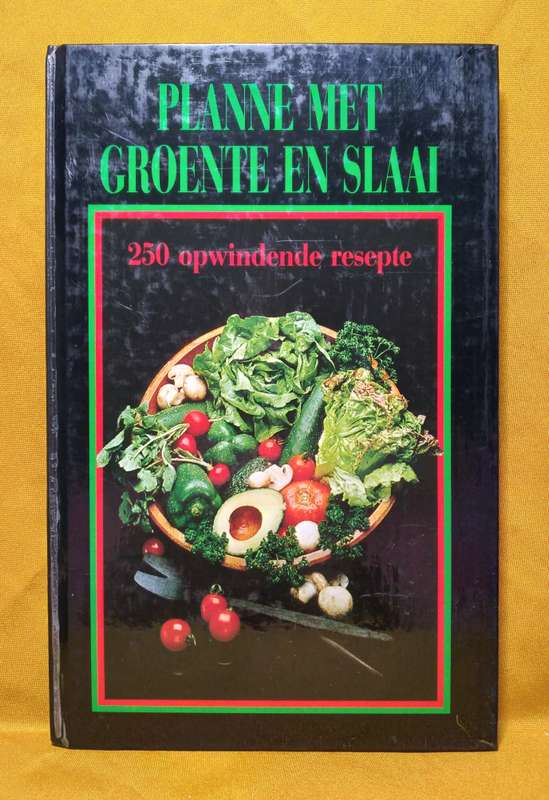 PLANNE MET
GROENTE EN SLAAI
250 opwindende resepte